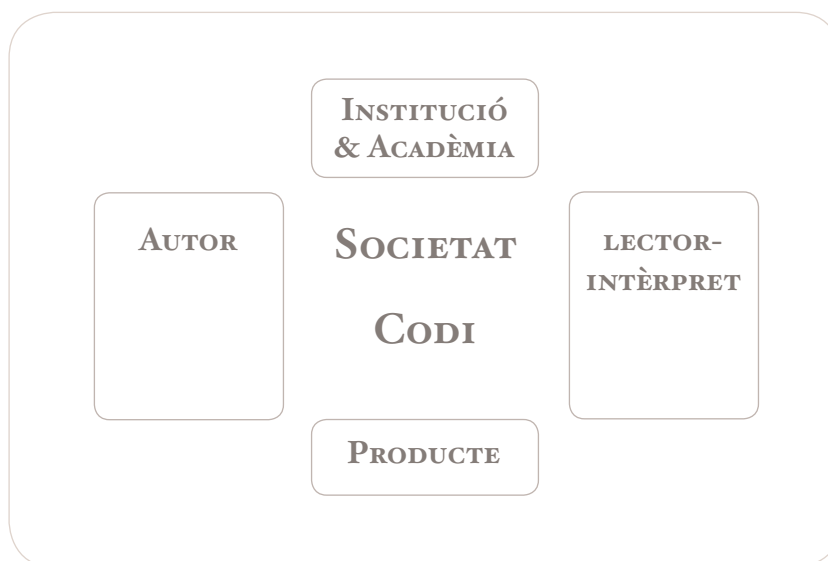 Institució
& Acadèmia
Autor
Societat
lector-
intèrpret
Codi
Producte